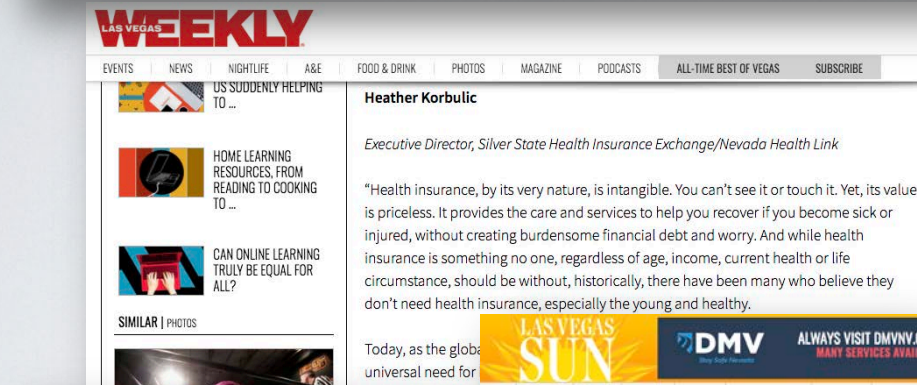 LAS VEGAS
WEEKLY
EVENTS NEWS NIGHTLIFE A&E FOOD & DRINK PHOTOS MAGAZINE PODCASTS ALL-TIME BEST OF VEGAS SUBSCRIBE
US SUDDENLY HELPING
TO ...
HOME LEARNING
RESOURCES, FROM
READING TO COOKING
TO ...
CAN ONLINE LEARNING
TRULY BE EQUAL FOR
ALL?
SIMILAR | PHOTOS
Heather Korbulic
Executive Director, Silver State Health Insurance Exchange/Nevada Health Link
“Health insurance, by its very nature, is intangible. You can’t see it or touch it. Yet, its value
is priceless. It provides the care and services to help you recover if you become sick or
injured, without creating burdensome financial debt and worry. And while health
insurance is something no one, regardless of age, income, current health or life
circumstance, should be without, historically, there have been many who believe they
don’t need health insurance, especially the young and healthy.
Today, as the globa
universal need for
LAS VEGAS
SUN
DMV
Stay Safe Nevada
ALWAYS VISIT DMVNV.
MANY SERVICES AVAI